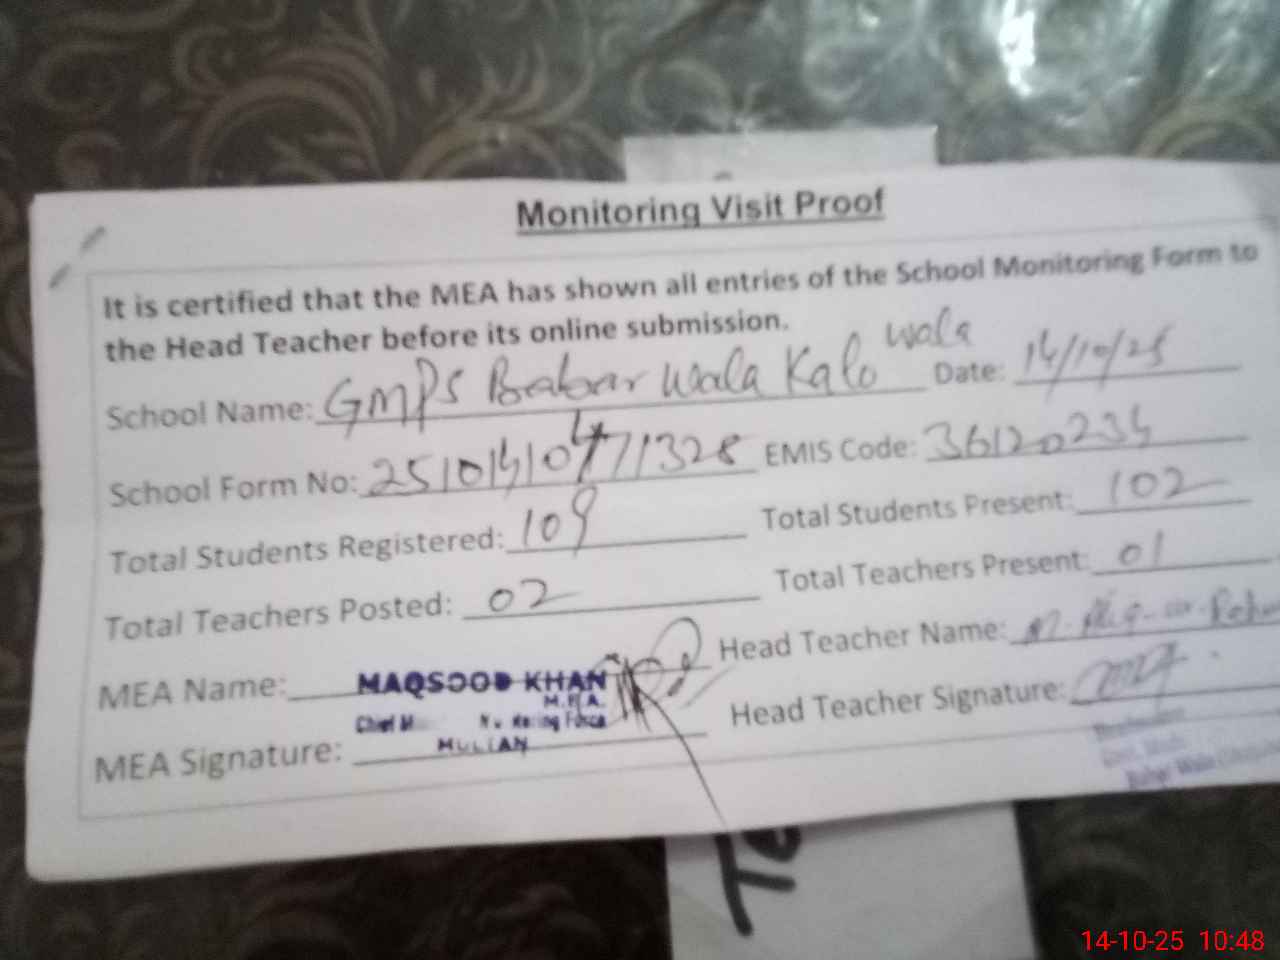 Monitoring Visit Proof
It is certified that the MEA has shown all entries of the School Monitoring Form to
the Head Teacher before its online submission.
School Name: GMPS Babar wala Kalo wala Date: 14/10/25
School Form No: EMIS Code: 36120234
Total Students Registered: 109 Total Students Present: 102
Total Teachers Posted: 02 Total Teachers Present: 01
MEA Name: MAQSOOD KHAN Head Teacher Name:
M.E.A.
Chief
MULTAN
MEA Signature: Head Teacher Signature:
Te
14-10-25 10:48